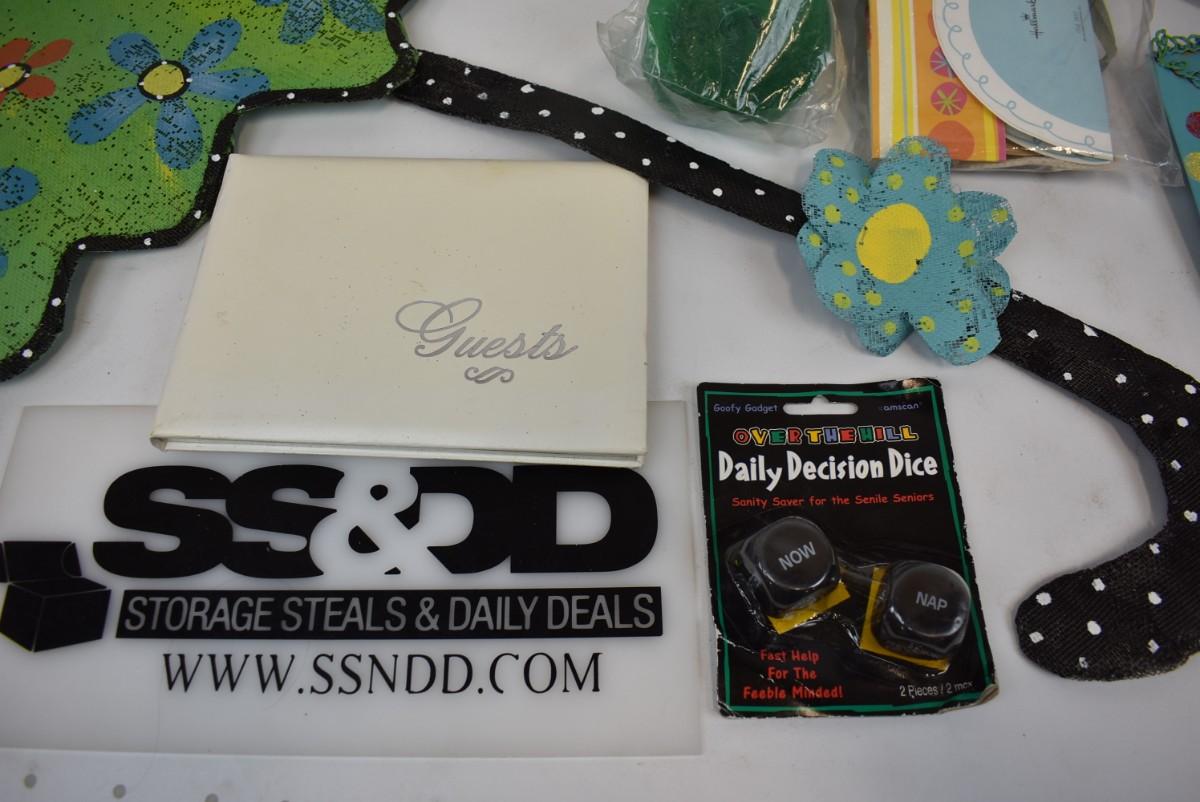 Hallmark
Guests
SS&DD
STORAGE STEALS & DAILY DEALS
WWW.SSNDD.COM
Goofy Gadget
amscan
OVER THE HILL
Daily Decision Dice
Sanity Saver for the Senile Seniors
NOW
NAP
Fast Help
For The
Feeble Minded!
2 Pieces / 2 mcx